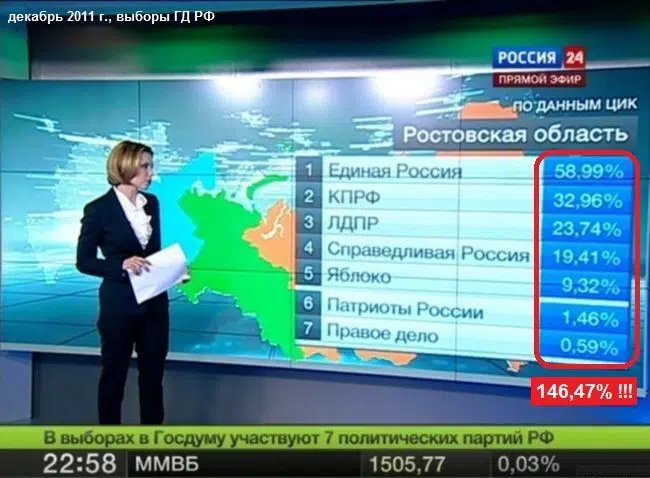 декабрь 2011 г., выборы ГД РФ
РОССИЯ 24
ПРЯМОЙ ЭФИР
ПО ДАННЫМ ЦИК
Ростовская область
1 Единая Россия 58,99%
2 КПРФ 32,96%
3 ЛДПР 23,74%
4 Справедливая Россия 19,41%
5 Яблоко 9,32%
6 Патриоты России 1,46%
7 Правое дело 0,59%
146,47% !!!
В выборах в Госдуму участвуют 7 политических партий РФ
22:58 ММВБ 1505,77 0,03%